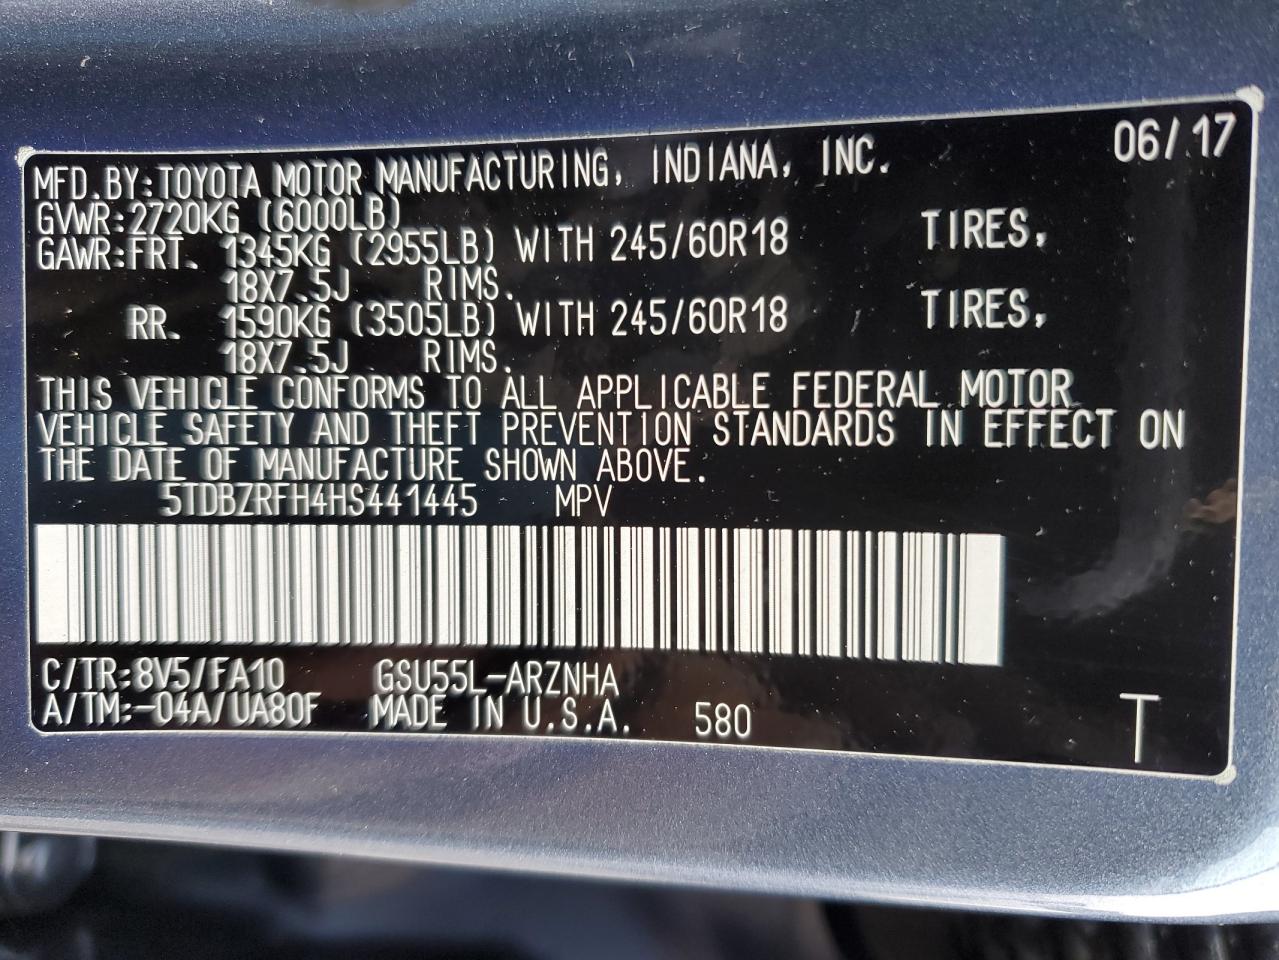 06/17
MFD.BY:TOYOTA MOTOR MANUFACTURING, INDIANA, INC.
GVWR:2720KG (6000LB)
GAWR:FRT. 1345KG (2955LB) WITH 245/60R18 TIRES,
18X7.5J RIMS.
RR. 1590KG (3505LB) WITH 245/60R18 TIRES,
18X7.5J RIMS.
THIS VEHICLE CONFORMS TO ALL APPLICABLE FEDERAL MOTOR
VEHICLE SAFETY AND THEFT PREVENTION STANDARDS IN EFFECT ON
THE DATE OF MANUFACTURE SHOWN ABOVE.
5TDBZRFH4HS441445 MPV
C/TR:8V5/FA10 GSU55L-ARZNHA
A/TM:-04A/UA80F MADE IN U.S.A. 580 T